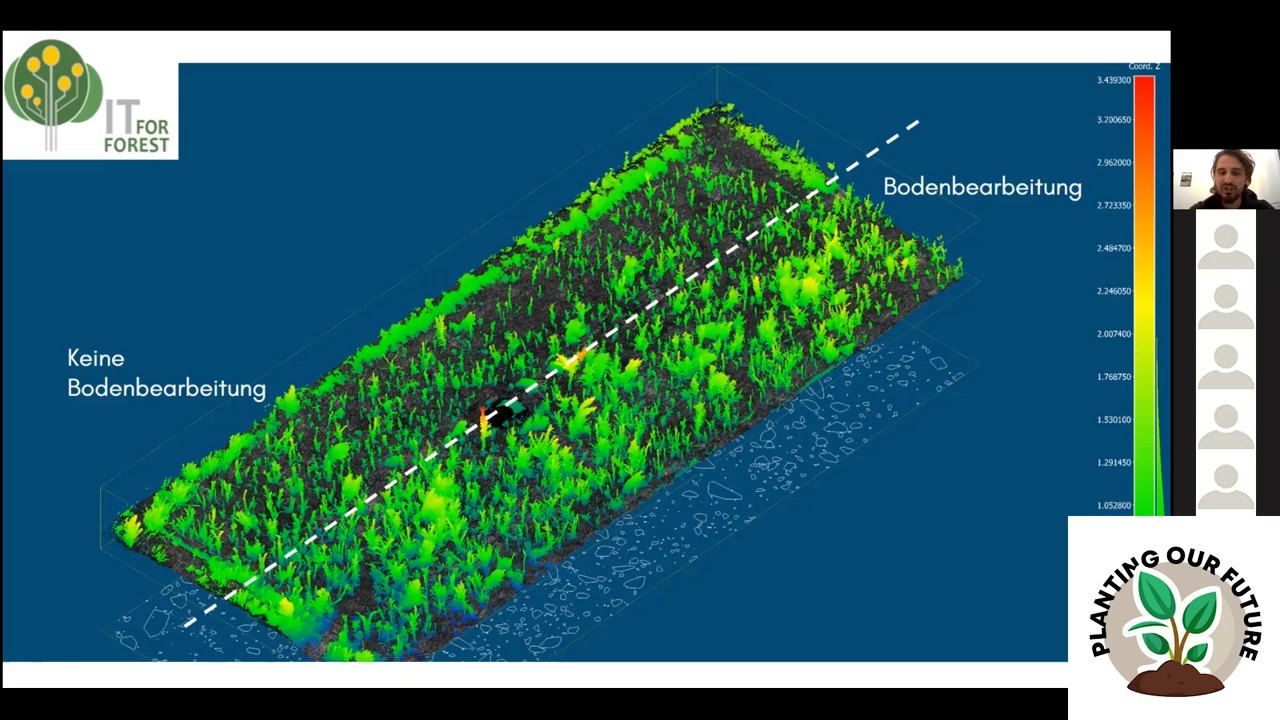 IT FOR
FOREST
Coord. Z
3.439300
3.200650
2.962000
2.723350
2.484700
2.246050
2.007400
1.768750
1.530100
1.291450
1.052800
Bodenbearbeitung
Keine
Bodenbearbeitung
PLANTING OUR FUTURE